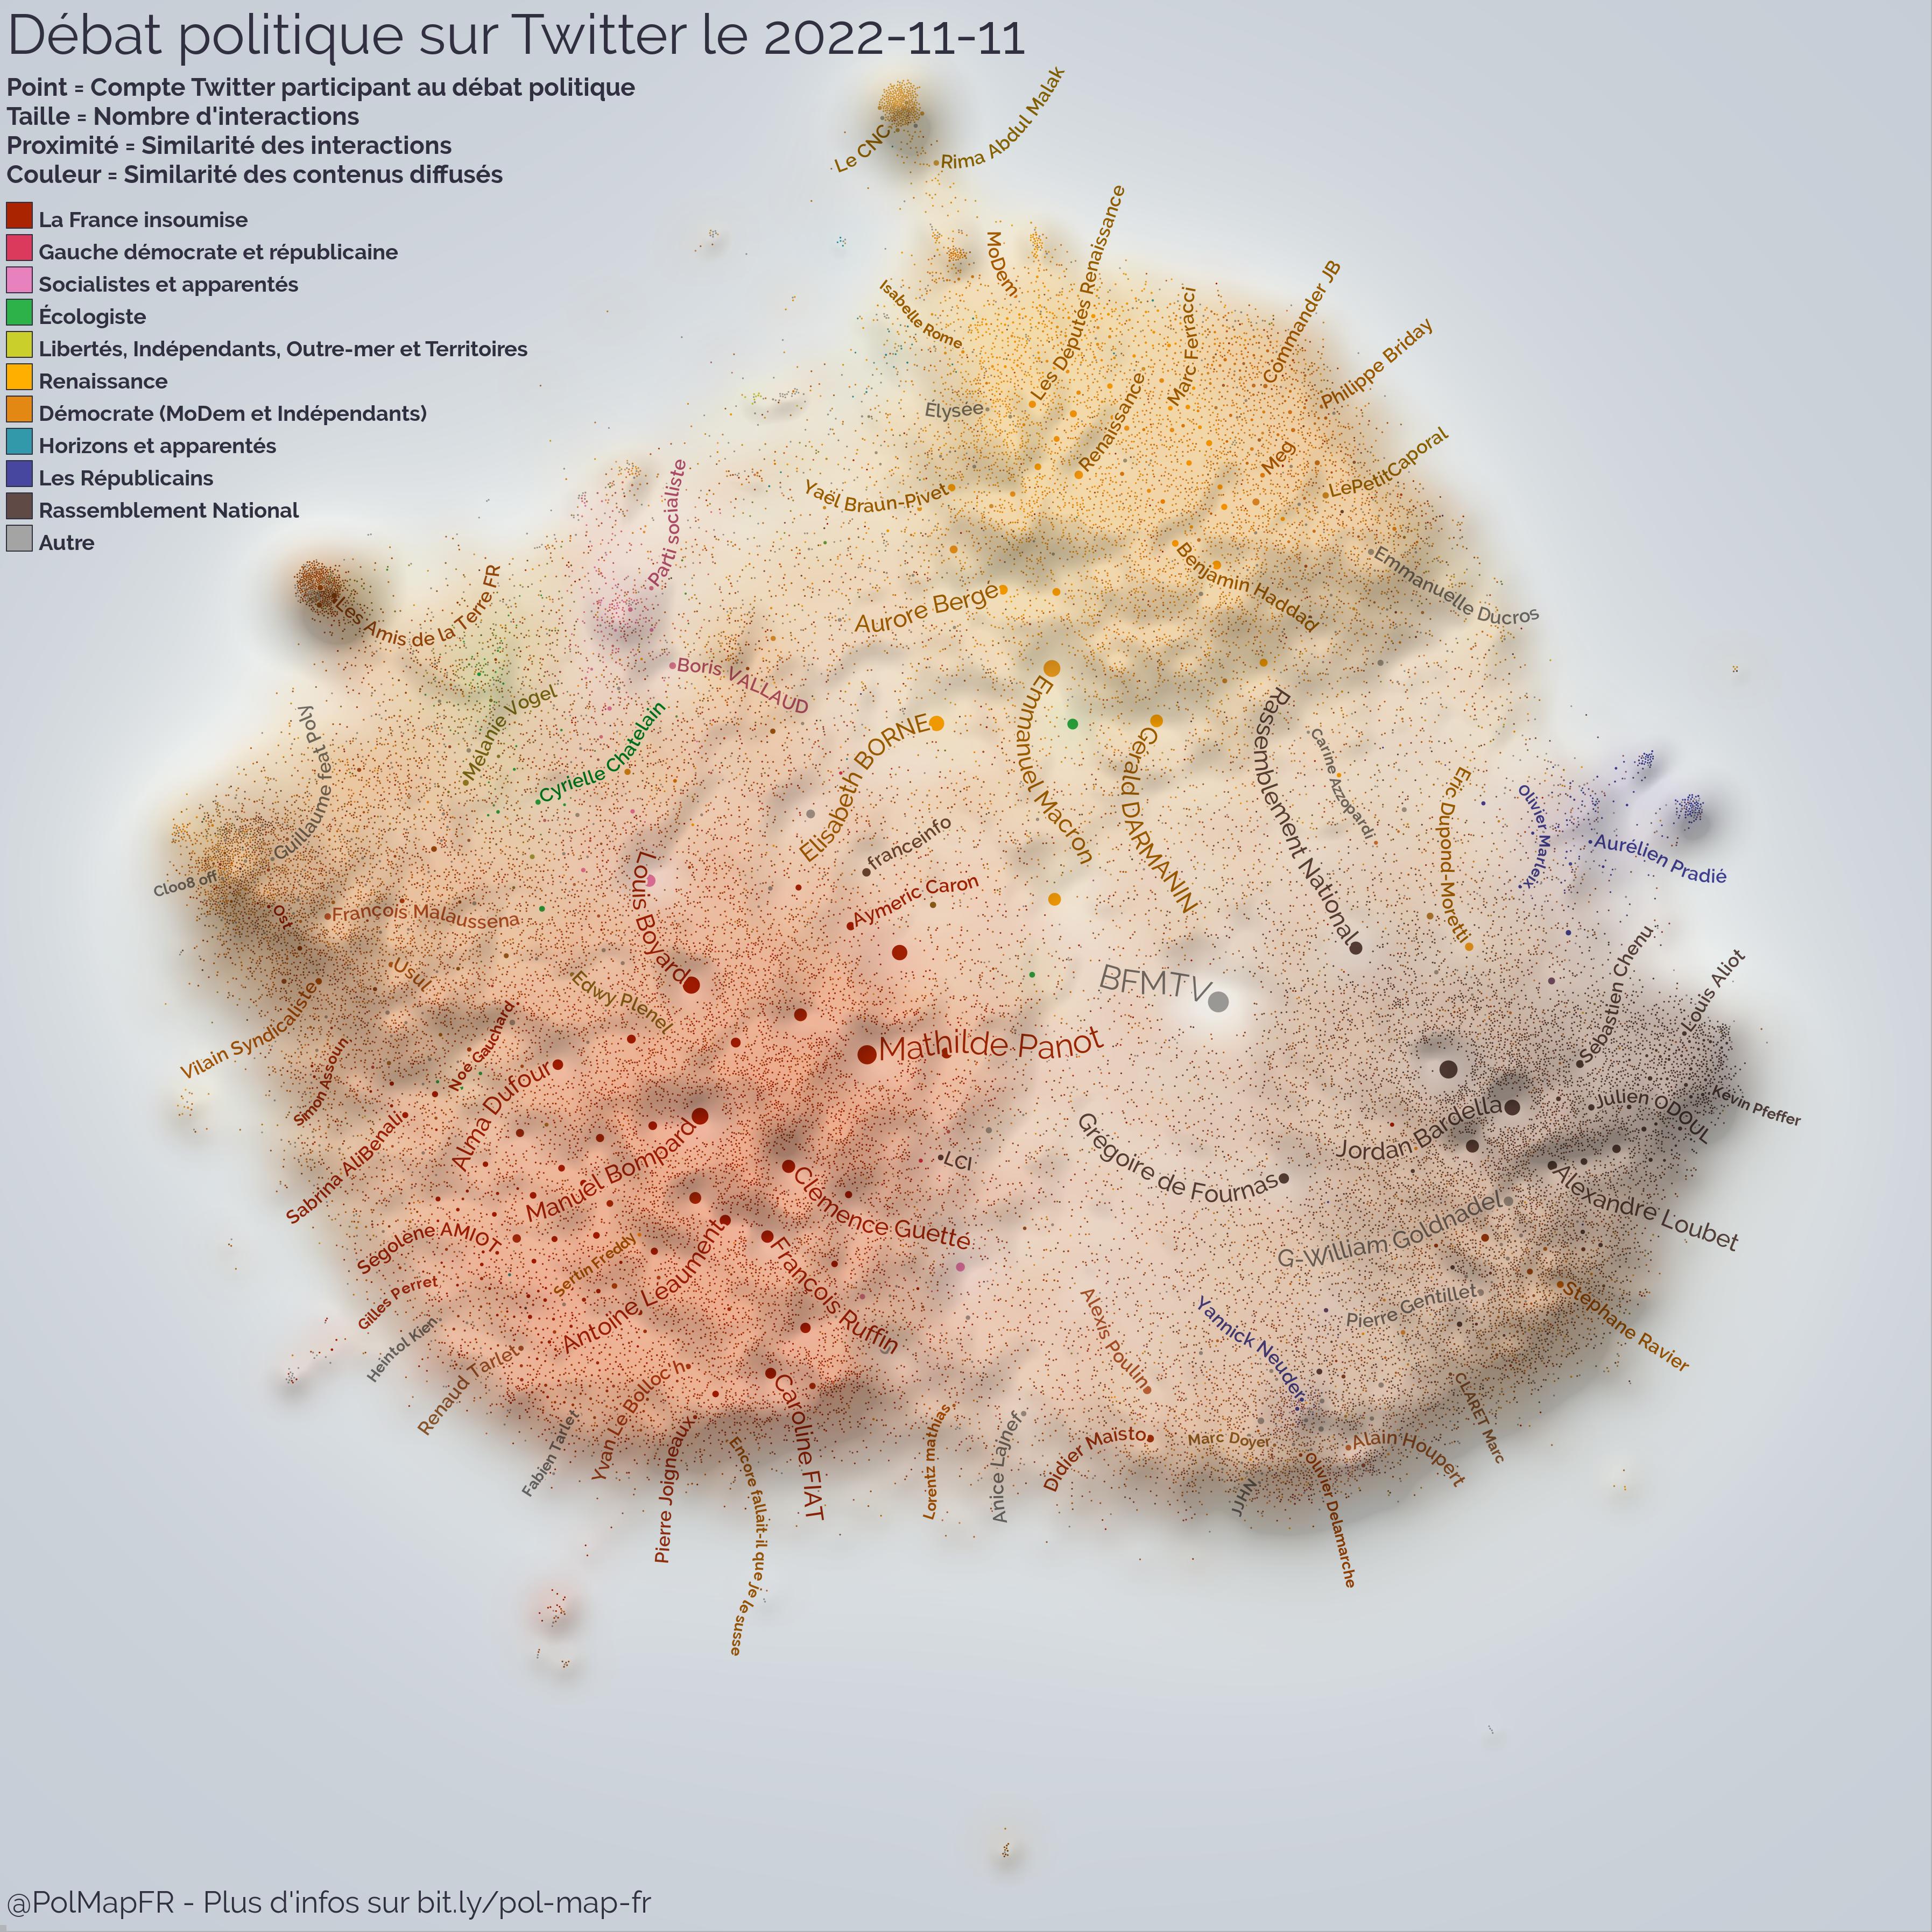 Débat politique sur Twitter le 2022-11-11
Point = Compte Twitter participant au débat politique
Taille = Nombre d'interactions
Proximité = Similarité des interactions
Couleur = Similarité des contenus diffusés
La France insoumise
Gauche démocrate et républicaine
Socialistes et apparentés
Écologiste
Libertés, Indépendants, Outre-mer et Territoires
Renaissance
Démocrate (MoDem et Indépendants)
Horizons et apparentés
Les Républicains
Rassemblement National
Autre
Le CNC
Rima Abdul Malak
MoDem
Isabelle Rome
Les Députés Renaissance
Marc Ferracci
Commander JB
Philippe Briday
Élysée
Renaissance
Meg
LePetitCaporal
Yaël Braun-Pivet
Parti socialiste
Benjamin Haddad
Emmanuelle Ducros
Les Amis de la Terre FR
Aurore Bergé
Boris VALLAUD
Mélanie Vogel
Cyrielle Chatelain
Guillaume feat Poly
Élisabeth BORNE
Emmanuel Macron
Gérald DARMANIN
Rassemblement National
Carine Azzopardi
Éric Dupond-Moretti
Olivier Marleix
Aurélien Pradié
Cloo8 off
franceinfo
Louis Boyard
Aymeric Caron
Ost
François Malaussena
Usul
Edwy Plenel
BFMTV
Sébastien Chenu
Louis Aliot
Vilain Syndicaliste
Simon Assoun
Noé Gauchard
Mathilde Panot
Alma Dufour
Sabrina AliBenali
Manuel Bompard
LCI
Grégoire de Fournas
Jordan Bardella
Julien ODOUL
Kévin Pfeffer
Clémence Guetté
Alexandre Loubet
G-William Goldnadel
Ségolène AMIOT
Sertin Freddy
Gilles Perret
Antoine Léaument
François Ruffin
Heintol Kien
Renaud Tarlet
Alexis Poulin
Yannick Neuder
Pierre Gentillet
Stéphane Ravier
Yvan Le Bolloc'h
Caroline FIAT
Fabien Tarlet
Pierre Joigneaux
Encore fallait-il que je le susse
Lorentz mathias
Anice Lajnef
Didier Maïsto
Marc Doyer
JJHN
Alain Houpert
CLARET Marc
Olivier Delamarche
@PolMapFR - Plus d'infos sur bit.ly/pol-map-fr